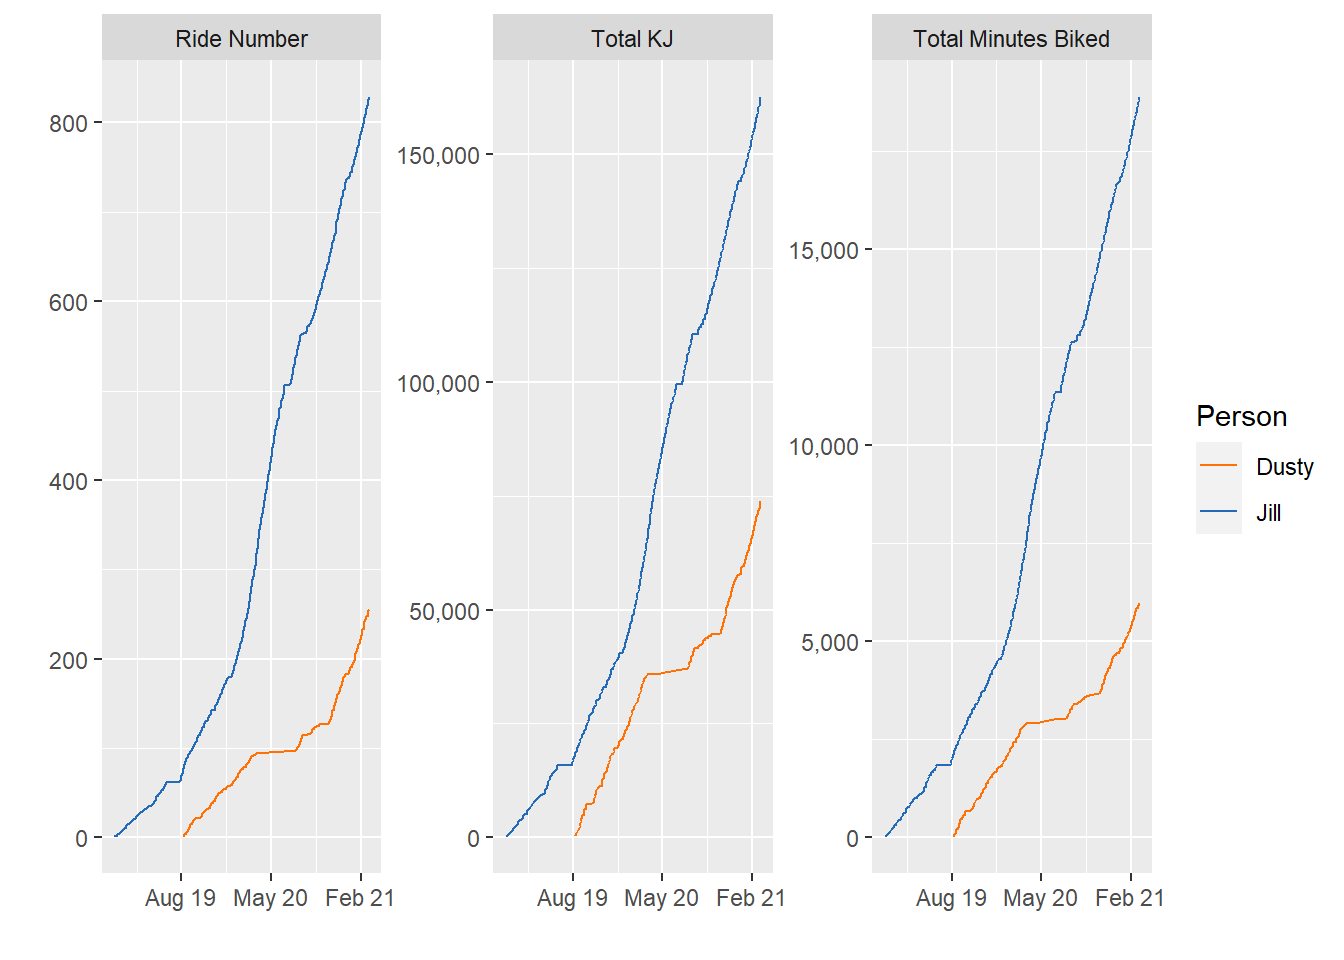 Ride Number
Total KJ
Total Minutes Biked
800
600
400
200
0
150,000
100,000
50,000
0
15,000
10,000
5,000
0
Aug 19 May 20 Feb 21
Aug 19 May 20 Feb 21
Aug 19 May 20 Feb 21
Person
Dusty
Jill